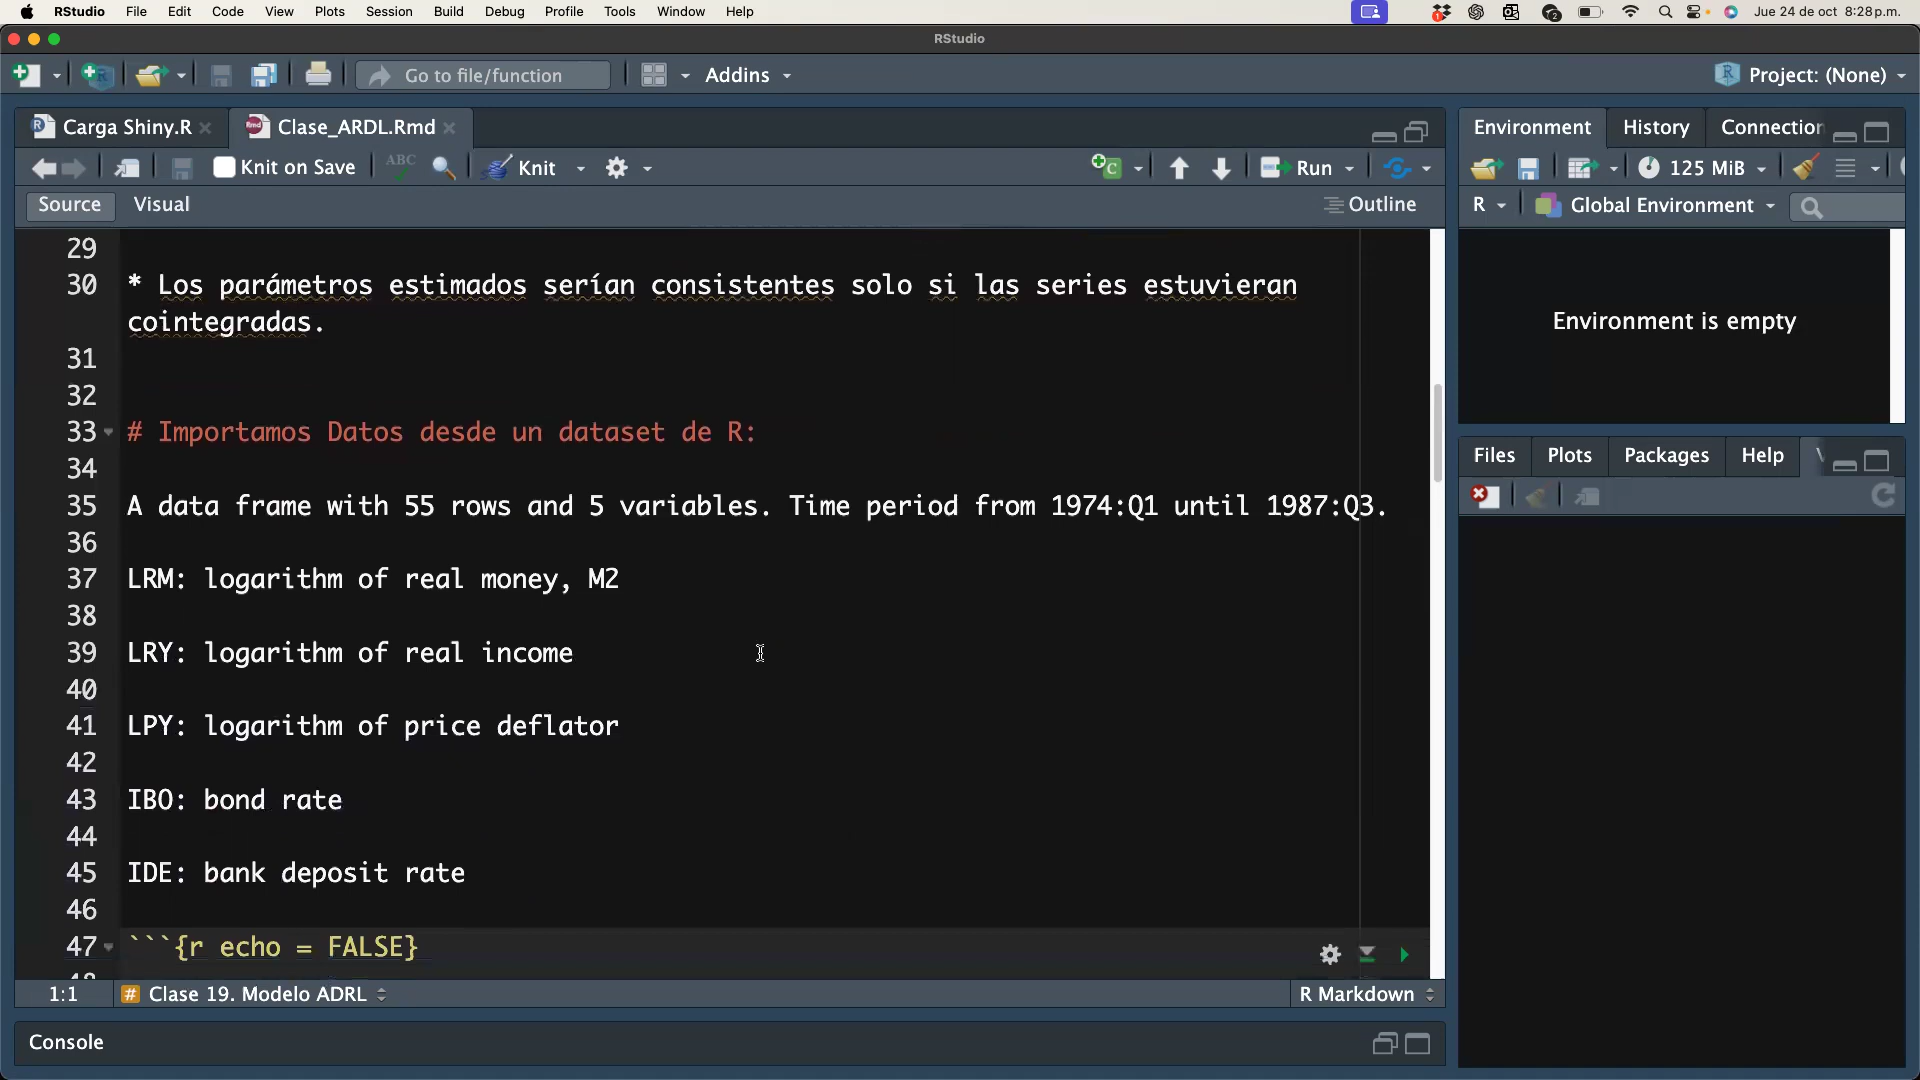 RStudio File Edit Code View Plots Session Build Debug Profile Tools Window Help
1 2 Jue 24 de oct 8:28 p.m.
RStudio
Go to file/function Addins Project: (None)
Carga Shiny.R Clase_ARDL.Rmd
Knit on Save ABC Knit Run
Source Visual Outline
29
30 * Los parámetros estimados serían consistentes solo si las series estuvieran
cointegradas.
31
32
33 # Importamos Datos desde un dataset de R:
34
35 A data frame with 55 rows and 5 variables. Time period from 1974:Q1 until 1987:Q3.
36
37 LRM: logarithm of real money, M2
38
39 LRY: logarithm of real income
40
41 LPY: logarithm of price deflator
42
43 IBO: bond rate
44
45 IDE: bank deposit rate
46
47 ```{r echo = FALSE}
1:1 # Clase 19. Modelo ADRL R Markdown
Console
Environment History Connection
125 MiB
R Global Environment
Environment is empty
Files Plots Packages Help